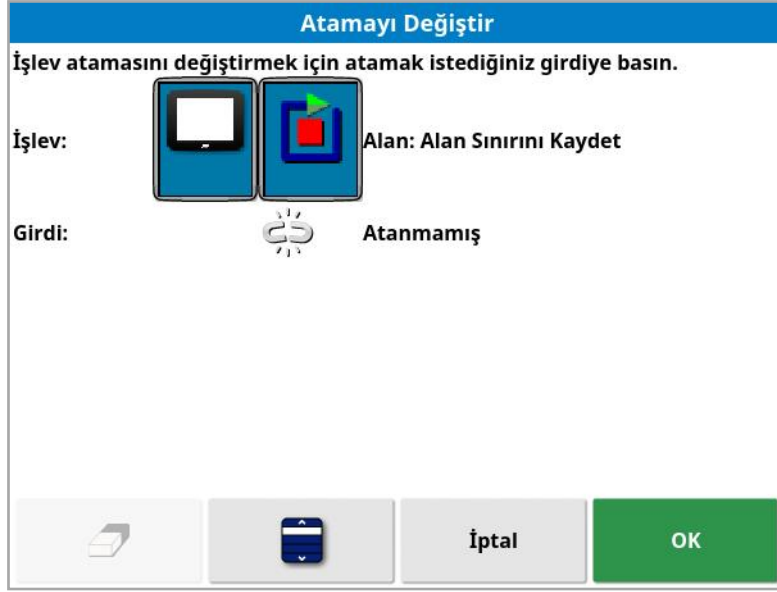 Atamayı Değiştir
İşlev atamasını değiştirmek için atamak istediğiniz girdiye basın.
İşlev: Alan: Alan Sınırını Kaydet
Girdi: Atanmamış
İptal OK